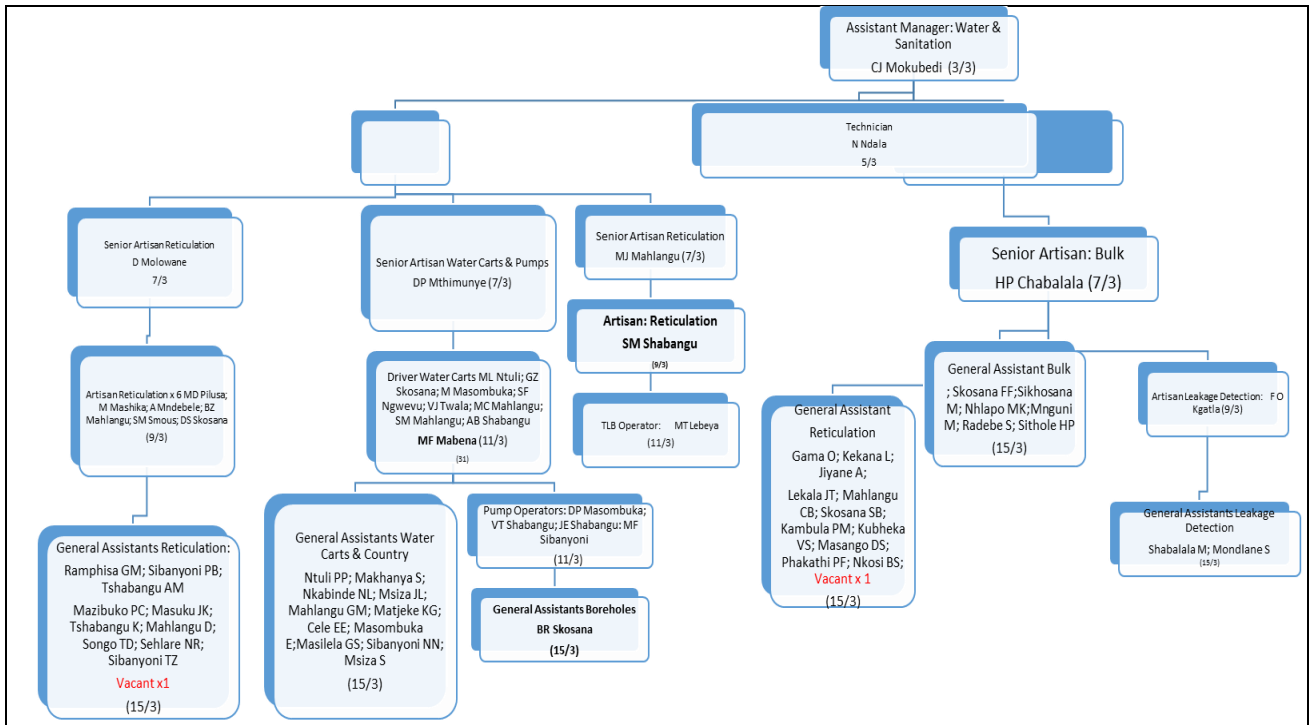 Assistant Manager: Water &
Sanitation
CJ Mokubedi (3/3)
Technician
N Ndala
5/3
Senior Artisan Reticulation
D Molowane
7/3
Senior Artisan Water Carts & Pumps
DP Mthimunye (7/3)
Senior Artisan Reticulation
MJ Mahlangu (7/3)
Senior Artisan: Bulk
HP Chabalala (7/3)
Artisan: Reticulation
SM Shabangu
(9/3)
Artisan Reticulation x 6 MD Pilusa;
M Mashika; A Mndebele; BZ
Mahlangu; SM Smous; DS Skosana
(9/3)
Driver Water Carts ML Ntuli; GZ
Skosana; M Masombuka; SF
Ngwevu; VJ Twala; MC Mahlangu;
SM Mahlangu; AB Shabangu
MF Mabena (11/3)
(31)
TLB Operator: MT Lebeya
(11/3)
General Assistant Bulk
; Skosana FF;Sikhosana
M; Nhlapo MK;Mnguni
M; Radebe S; Sithole HP
(15/3)
Artisan Leakage Detection: F O
Kgatla (9/3)
General Assistant
Reticulation
Gama O; Kekana L;
Jiyane A;
Lekala JT; Mahlangu
CB; Skosana SB;
Kambula PM; Kubheka
VS; Masango DS;
Phakathi PF; Nkosi BS;
Vacant x 1
(15/3)
General Assistants Leakage
Detection
Shabalala M; Mondlane S
(15/3)
General Assistants Reticulation:
Ramphisa GM; Sibanyoni PB;
Tshabangu AM
Mazibuko PC; Masuku JK;
Tshabangu K; Mahlangu D;
Songo TD; Sehlare NR;
Sibanyoni TZ
Vacant x1
(15/3)
General Assistants Water
Carts & Country
Ntuli PP; Makhanya S;
Nkabinde NL; Msiza JL;
Mahlangu GM; Matjeke KG;
Cele EE; Masombuka
E;Masilela GS; Sibanyoni NN;
Msiza S
(15/3)
Pump Operators: DP Masombuka;
VT Shabangu; JE Shabangu: MF
Sibanyoni
(11/3)
General Assistants Boreholes
BR Skosana
(15/3)